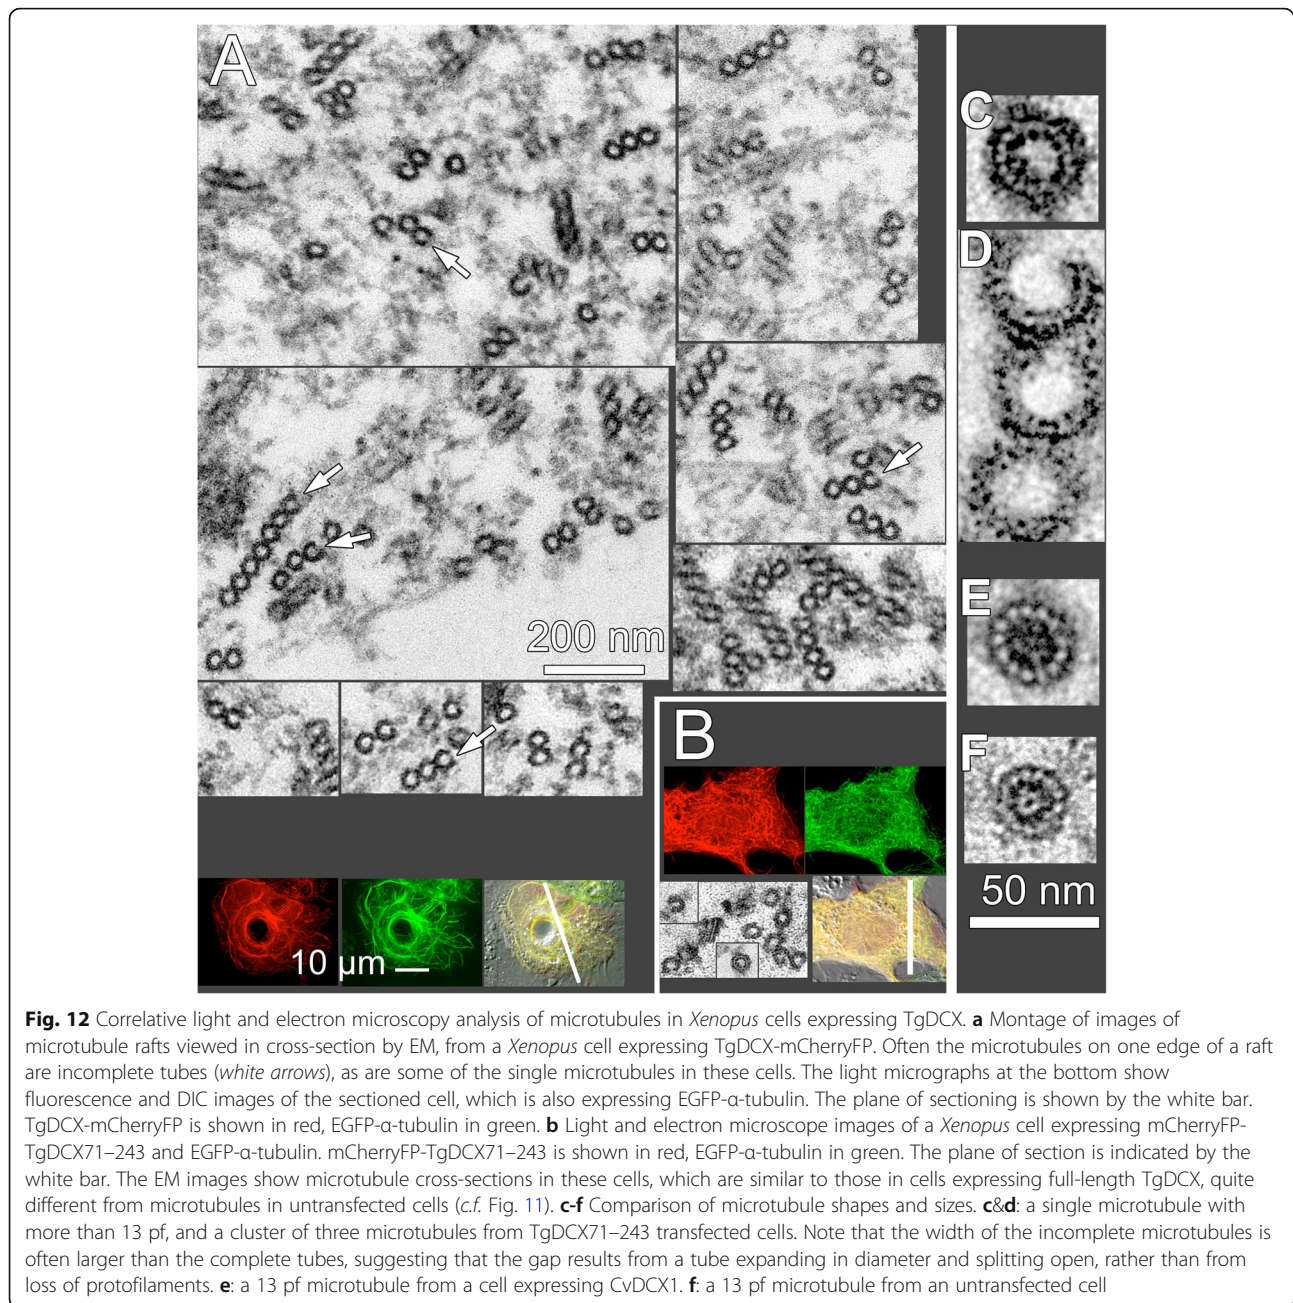 A
200 nm
B
10 µm
C
D
E
F
50 nm
Fig. 12 Correlative light and electron microscopy analysis of microtubules in Xenopus cells expressing TgDCX. a Montage of images of
microtubule rafts viewed in cross-section by EM, from a Xenopus cell expressing TgDCX-mCherryFP. Often the microtubules on one edge of a raft
are incomplete tubes (white arrows), as are some of the single microtubules in these cells. The light micrographs at the bottom show
fluorescence and DIC images of the sectioned cell, which is also expressing EGFP-α-tubulin. The plane of sectioning is shown by the white bar.
TgDCX-mCherryFP is shown in red, EGFP-α-tubulin in green. b Light and electron microscope images of a Xenopus cell expressing mCherryFP-
TgDCX71–243 and EGFP-α-tubulin. mCherryFP-TgDCX71–243 is shown in red, EGFP-α-tubulin in green. The plane of section is indicated by the
white bar. The EM images show microtubule cross-sections in these cells, which are similar to those in cells expressing full-length TgDCX, quite
different from microtubules in untransfected cells (c.f. Fig. 11). c-f Comparison of microtubule shapes and sizes. c&d: a single microtubule with
more than 13 pf, and a cluster of three microtubules from TgDCX71–243 transfected cells. Note that the width of the incomplete microtubules is
often larger than the complete tubes, suggesting that the gap results from a tube expanding in diameter and splitting open, rather than from
loss of protofilaments. e: a 13 pf microtubule from a cell expressing CvDCX1. f: a 13 pf microtubule from an untransfected cell